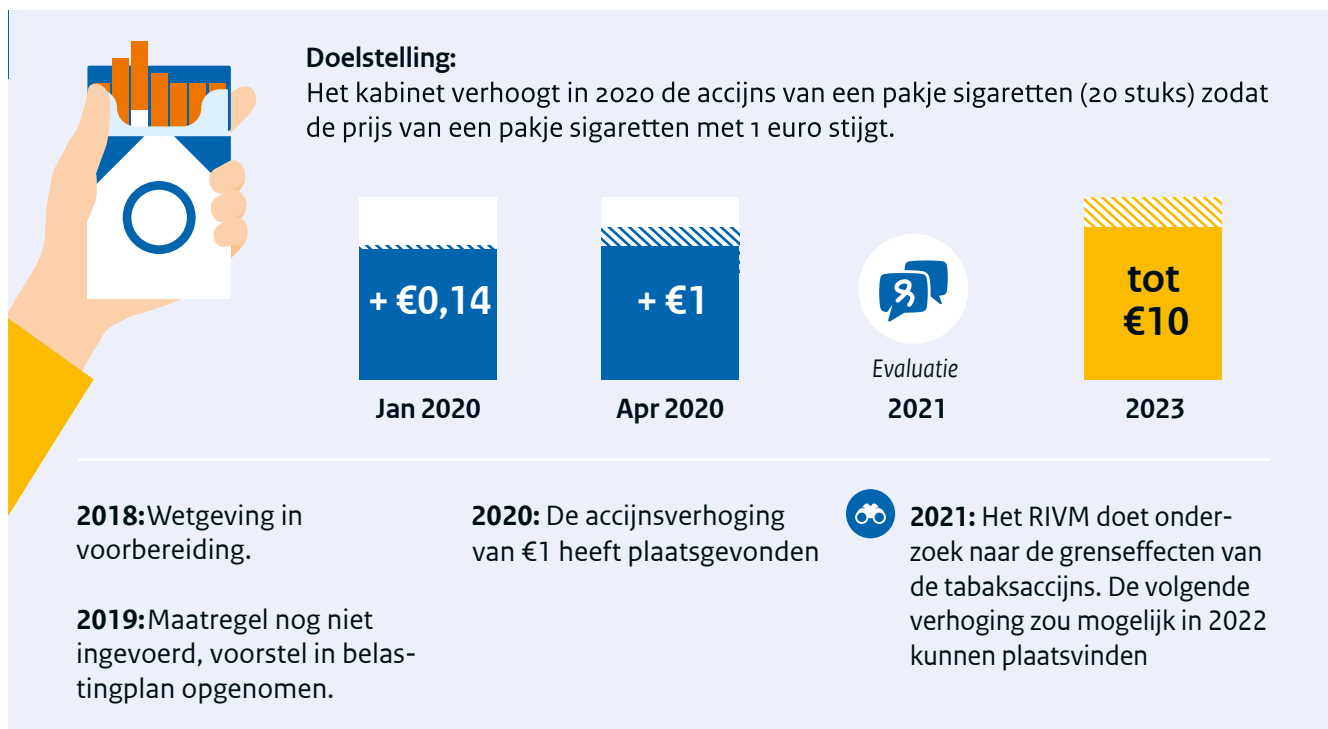 Doelstelling:
Het kabinet verhoogt in 2020 de accijns van een pakje sigaretten (20 stuks) zodat
de prijs van een pakje sigaretten met 1 euro stijgt.
+ €0,14
Jan 2020
+ €1
Apr 2020
Evaluatie
2021
tot
€10
2023
2018: Wetgeving in
voorbereiding.
2019: Maatregel nog niet
ingevoerd, voorstel in belas-
tingplan opgenomen.
2020: De accijnsverhoging
van €1 heeft plaatsgevonden
2021: Het RIVM doet onder-
zoek naar de grenseffecten van
de tabaksaccijns. De volgende
verhoging zou mogelijk in 2022
kunnen plaatsvinden